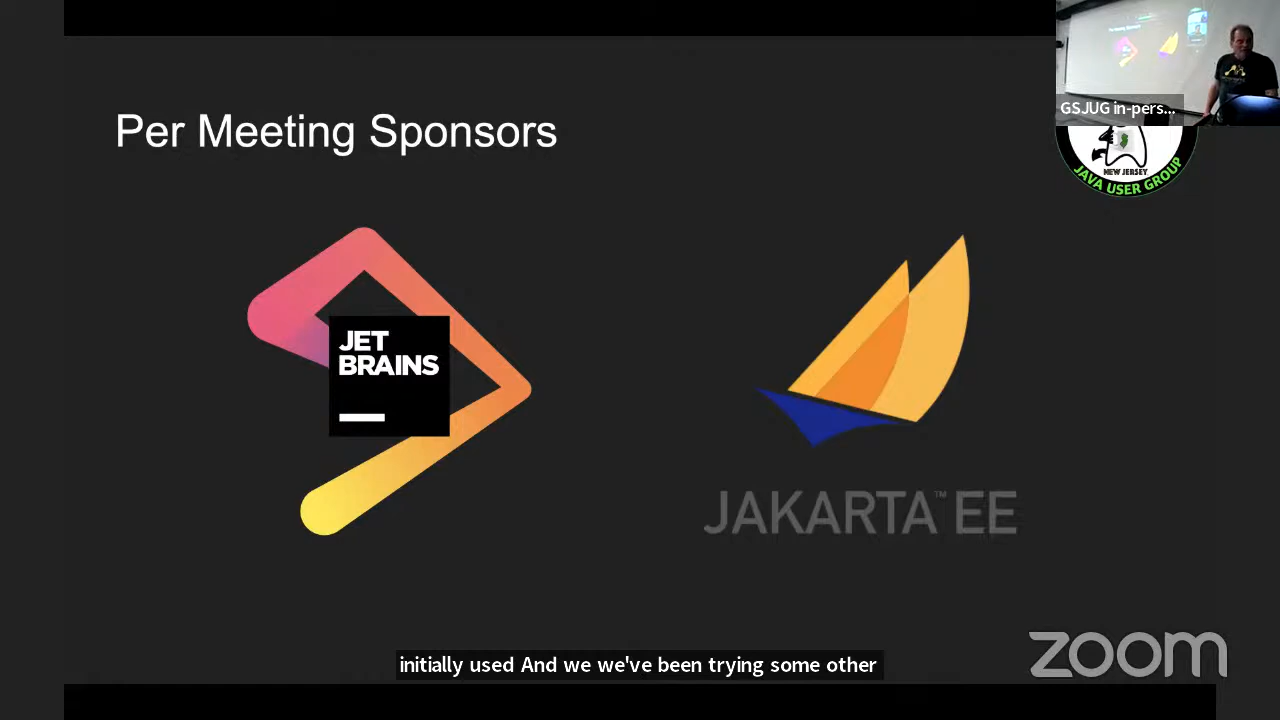 Per Meeting Sponsors
GSJUG in-pers...
NEW JERSEY
JAVA USER GROUP
JET
BRAINS
JAKARTA™ EE
initially used And we we've been trying some other
zoom